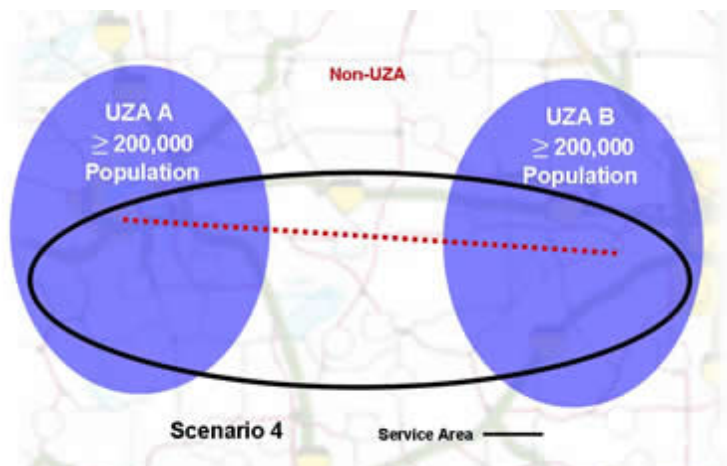 Non-UZA
UZA A
≥ 200,000
Population
UZA B
≥ 200,000
Population
Scenario 4
Service Area